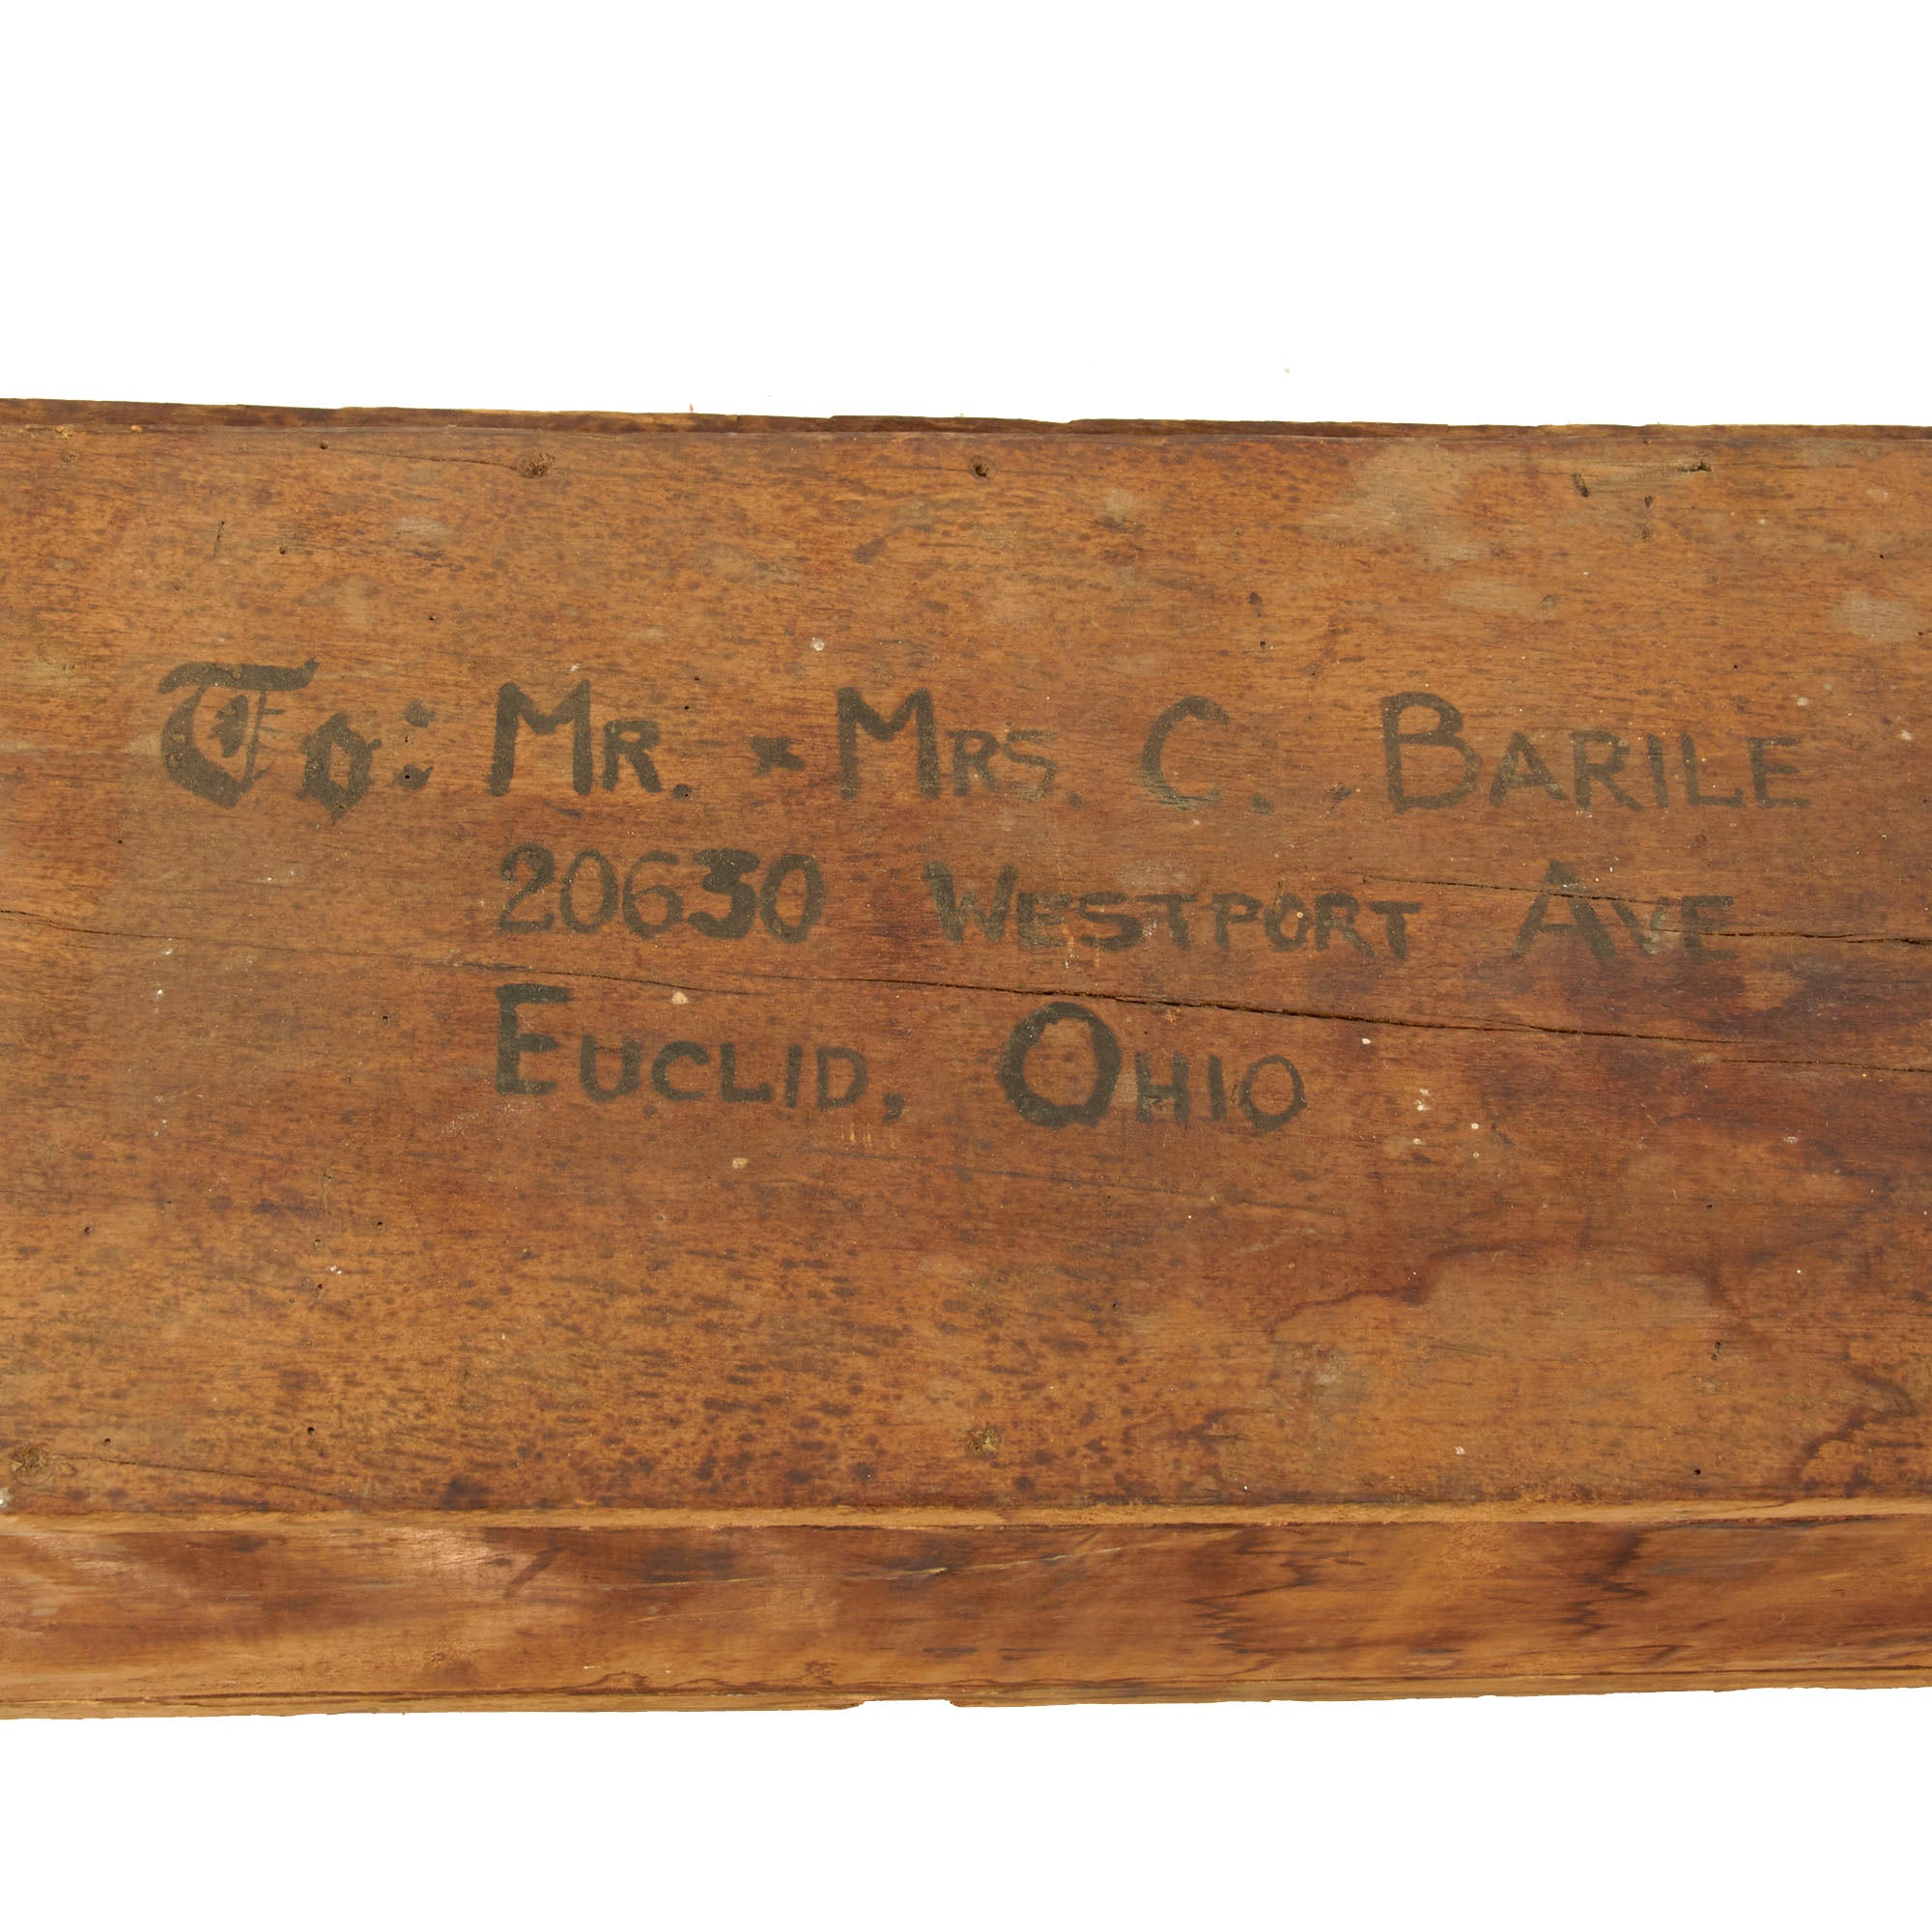 To: MR. & MRS. C. BARILE
20630 WESTPORT AVE
EUCLID, OHIO